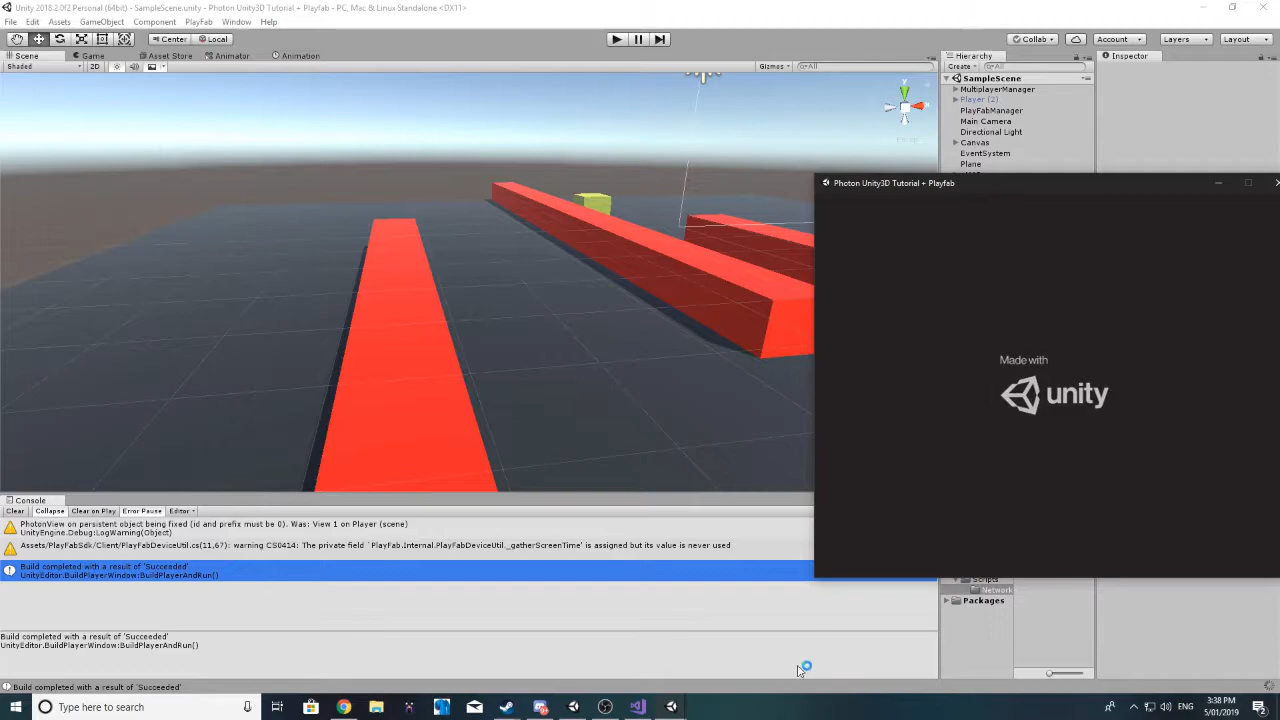 Unity 2018.2.0f2 Personal (64bit) - SampleScene.unity - Photon Unity3D Tutorial + Playfab - PC, Mac & Linux Standalone <DX11>
File Edit Assets GameObject Component PlayFab Window Help
Center Local
Collab Account Layers Layout
Scene Game Asset Store Animator Animation
Hierarchy
Inspector
Shaded 2D Gizmos All
Create All
SampleScene
MultiplayerManager
Player (2)
PlayFabManager
Main Camera
Directional Light
Canvas
EventSystem
Plane
y
x
Photon Unity3D Tutorial + Playfab
Made with
unity
Console
Clear Collapse Clear on Play Error Pause Editor
PhotonView on persistent object being fixed (id and prefix must be 0). Was: View 1 on Player (scene)
UnityEngine.Debug:LogWarning(Object)
Assets/PlayFabSdk/Client/PlayFabDeviceUtil.cs(11,67): warning CS0414: The private field `PlayFab.Internal.PlayFabDeviceUtil._gatherScreenTime' is assigned but its value is never used
Build completed with a result of 'Succeeded'
UnityEditor.BuildPlayerWindow:BuildPlayerAndRun()
Scripts
Network
Packages
Build completed with a result of 'Succeeded'
UnityEditor.BuildPlayerWindow:BuildPlayerAndRun()
Build completed with a result of 'Succeeded'
Type here to search
ENG
3:38 PM
5/01/2019